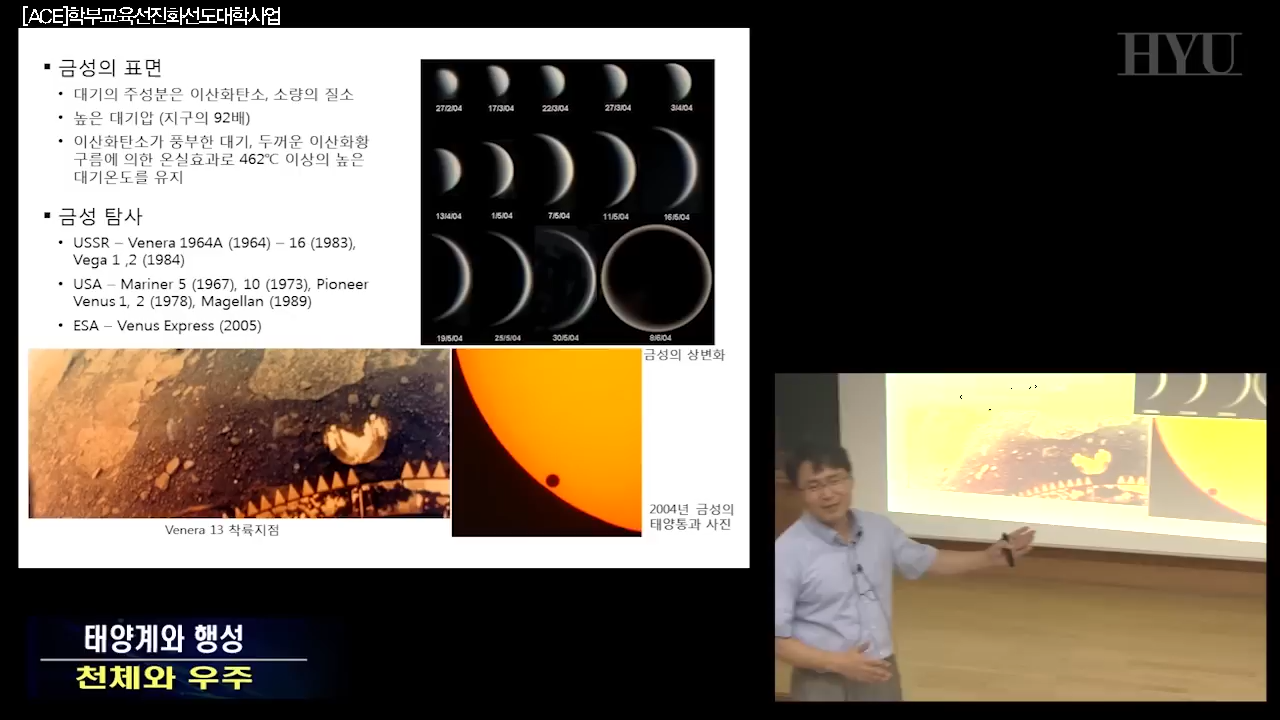 [ACE]학부교육선진화선도대학사업
HYU
▪ 금성의 표면
• 대기의 주성분은 이산화탄소, 소량의 질소
• 높은 대기압 (지구의 92배)
• 이산화탄소가 풍부한 대기, 두꺼운 이산화황
구름에 의한 온실효과로 462℃ 이상의 높은
대기온도를 유지
▪ 금성 탐사
• USSR – Venera 1964A (1964) – 16 (1983),
Vega 1 ,2 (1984)
• USA – Mariner 5 (1967), 10 (1973), Pioneer
Venus 1, 2 (1978), Magellan (1989)
• ESA – Venus Express (2005)
27/2/04 17/3/04 22/3/04 27/3/04 3/4/04
13/4/04 1/5/04 7/5/04 11/5/04 16/5/04
19/5/04 25/5/04 30/5/04 8/6/04
금성의 상변화
Venera 13 착륙지점
2004년 금성의
태양통과 사진
태양계와 행성
천체와 우주